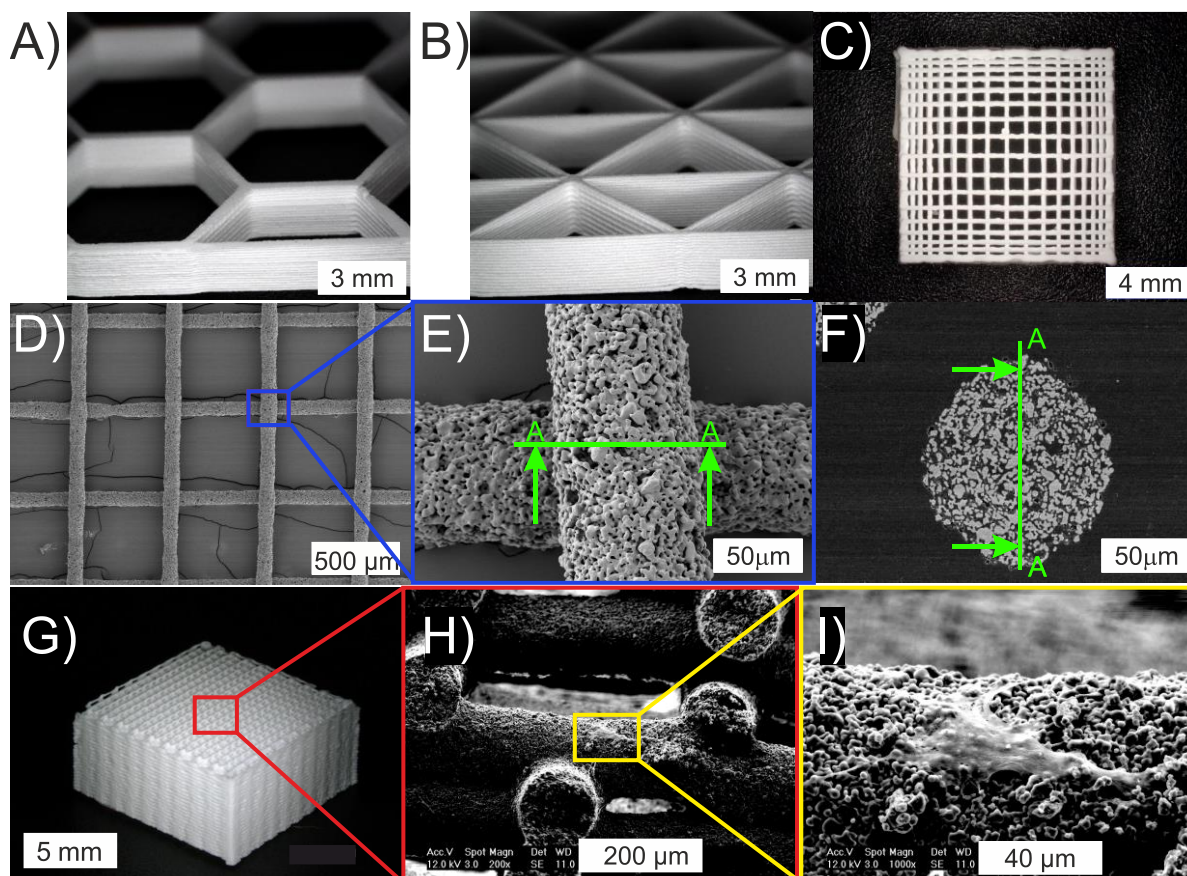 A)
B)
C)
3 mm
3 mm
4 mm
D)
E)
F)
A
A
A
A
500 µm
50µm
50µm
G)
H)
I)
5 mm
Acc.V Spot Magn Det WD
12.0 kV 3.0 200x SE 11.0
200 µm
Acc.V Spot Magn Det WD
12.0 kV 3.0 1000x SE 11.0
40 µm